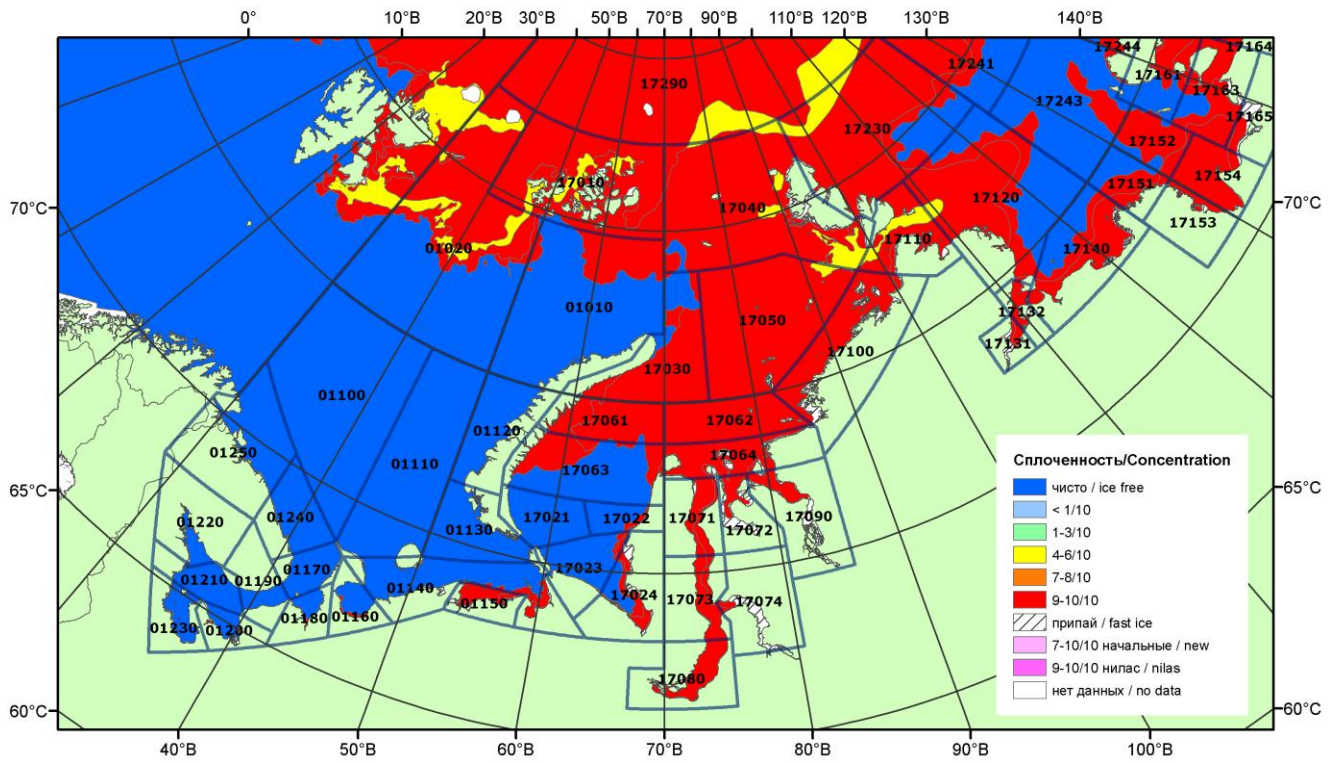 0° 10°В 20°В 30°В 50°В 60°В 70°В 90°В 110°В 120°В 130°В 140°В
17244 17164
17241 17161
17290 17163
17243 17165
17230
17152
17010 17151 17154
17040 17120
70°С 70°С
17153
01020 17110 17140
01010 17050 17132
17131
17030 17100
01100
17061 17062
01120
01250 17064
01110 17063
65°С 65°С
01220 01240 01130 17021 17022 17071 17072 17090
01210 01190 01170 01140 17023
01230 01200 01180 01160 01150 17024 17073 17074
17080
60°С 60°С
40°В 50°В 60°В 70°В 80°В 90°В 100°В
Сплоченность/Concentration
чисто / ice free
< 1/10
1-3/10
4-6/10
7-8/10
9-10/10
припай / fast ice
7-10/10 начальные / new
9-10/10 нилас / nilas
нет данных / no data